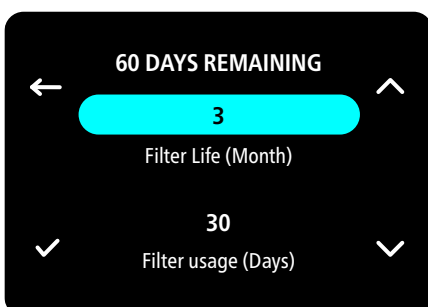 60 DAYS REMAINING
3
Filter Life (Month)
30
Filter usage (Days)